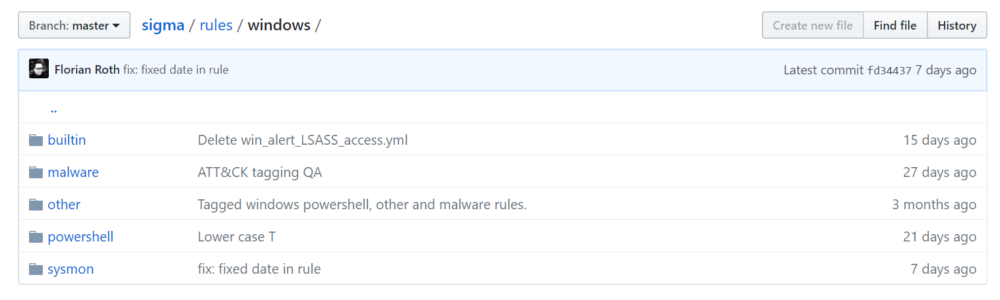 Branch: master sigma / rules / windows / Create new file Find file History
Florian Roth fix: fixed date in rule Latest commit fd34437 7 days ago
..
builtin Delete win_alert_LSASS_access.yml 15 days ago
malware ATT&CK tagging QA 27 days ago
other Tagged windows powershell, other and malware rules. 3 months ago
powershell Lower case T 21 days ago
sysmon fix: fixed date in rule 7 days ago